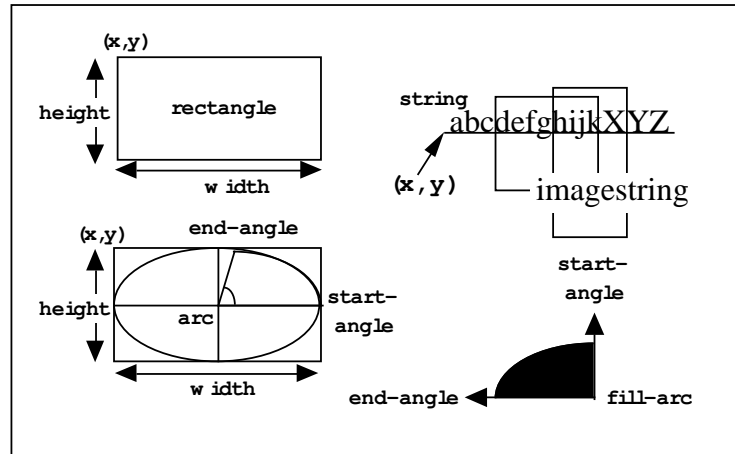 (x,y)
height
rectangle
w idth
string
abcdefghijkXYZ
(x,y)
imagestring
(x,y)
end-angle
height
arc
start-
angle
w idth
start-
angle
end-angle
fill-arc